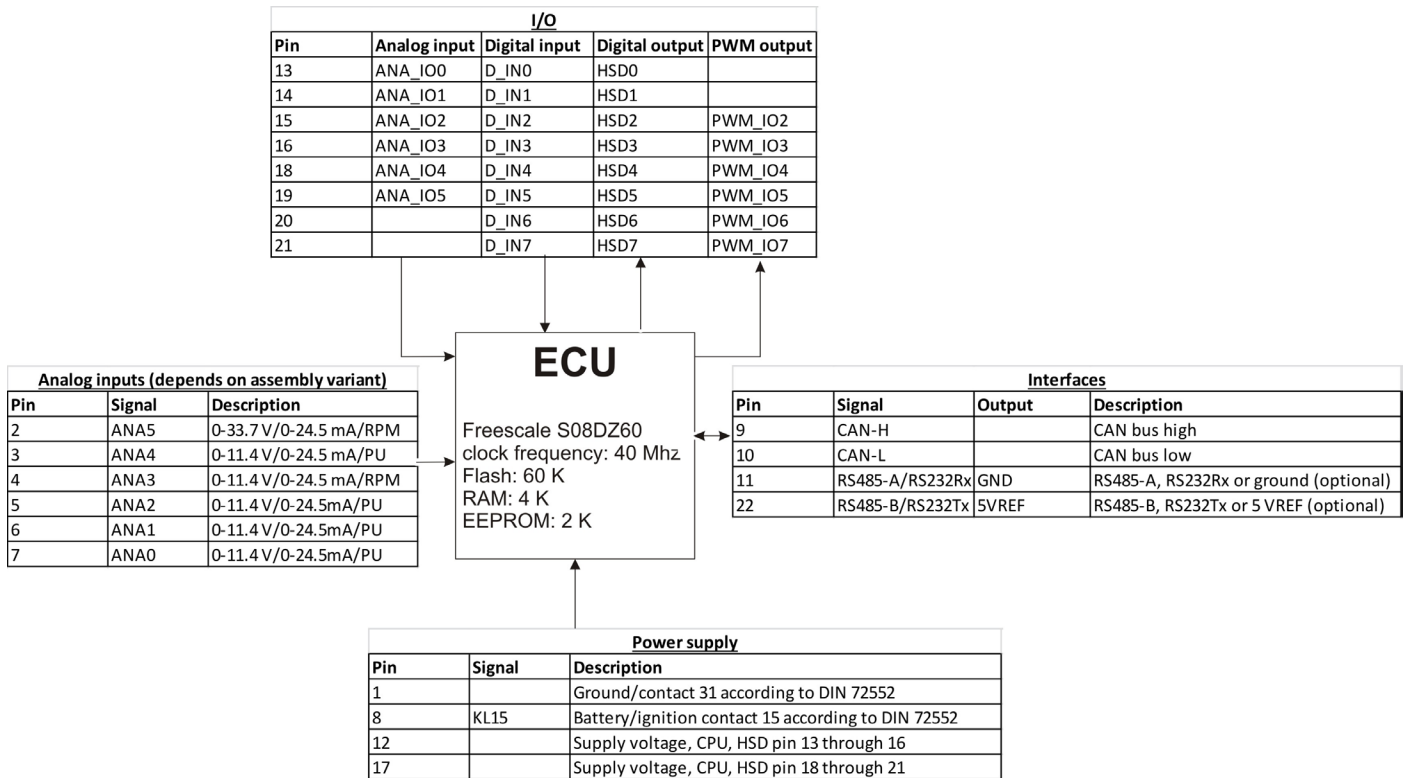 I/O
Pin Analog input Digital input Digital output PWM output
13 ANA_IO0 D_IN0 HSD0
14 ANA_IO1 D_IN1 HSD1
15 ANA_IO2 D_IN2 HSD2 PWM_IO2
16 ANA_IO3 D_IN3 HSD3 PWM_IO3
18 ANA_IO4 D_IN4 HSD4 PWM_IO4
19 ANA_IO5 D_IN5 HSD5 PWM_IO5
20 D_IN6 HSD6 PWM_IO6
21 D_IN7 HSD7 PWM_IO7
Analog inputs (depends on assembly variant)
Pin Signal Description
2 ANA5 0-33.7 V/0-24.5 mA/RPM
3 ANA4 0-11.4 V/0-24.5 mA/PU
4 ANA3 0-11.4 V/0-24.5 mA/RPM
5 ANA2 0-11.4 V/0-24.5mA/PU
6 ANA1 0-11.4 V/0-24.5mA/PU
7 ANA0 0-11.4 V/0-24.5mA/PU
ECU
Freescale S08DZ60
clock frequency: 40 Mhz
Flash: 60 K
RAM: 4 K
EEPROM: 2 K
Interfaces
Pin Signal Output Description
9 CAN-H CAN bus high
10 CAN-L CAN bus low
11 RS485-A/RS232Rx GND RS485-A, RS232Rx or ground (optional)
22 RS485-B/RS232Tx 5VREF RS485-B, RS232Tx or 5 VREF (optional)
Power supply
Pin Signal Description
1 Ground/contact 31 according to DIN 72552
8 KL15 Battery/ignition contact 15 according to DIN 72552
12 Supply voltage, CPU, HSD pin 13 through 16
17 Supply voltage, CPU, HSD pin 18 through 21